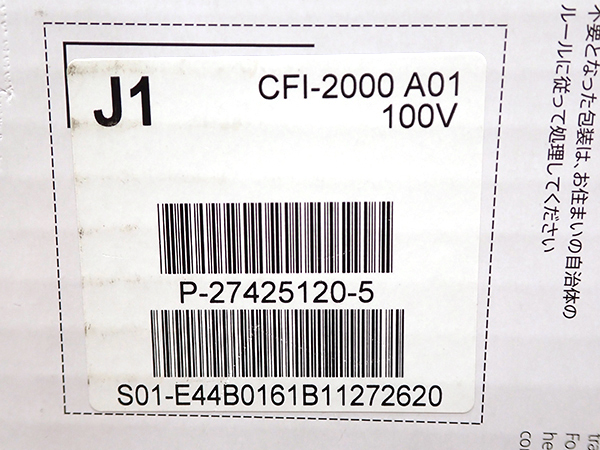 J1
CFI-2000 A01
100V
P-27425120-5
S01-E44B0161B11272620
不要となった包装は、お住まいの自治体の
ルールに従って処理してください